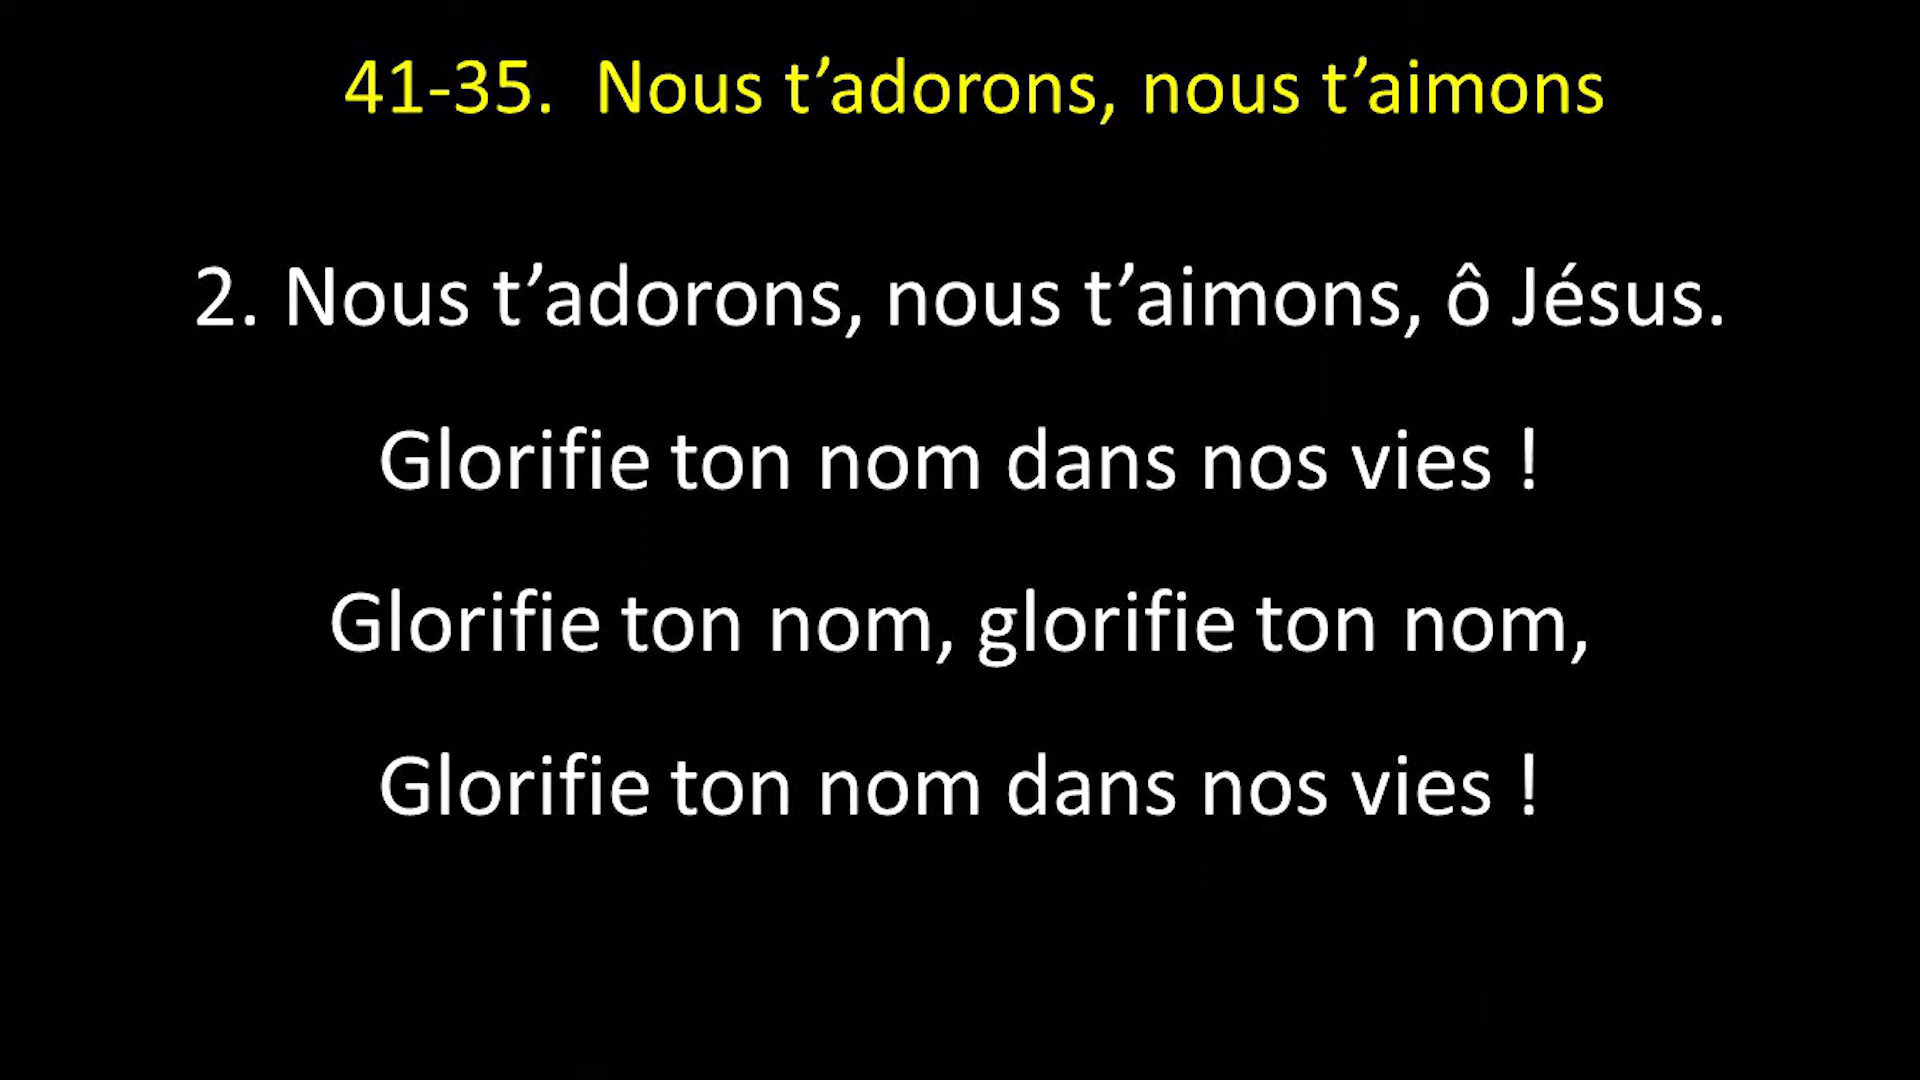 41-35. Nous t’adorons, nous t’aimons
2. Nous t’adorons, nous t’aimons, ô Jésus.
Glorifie ton nom dans nos vies !
Glorifie ton nom, glorifie ton nom,
Glorifie ton nom dans nos vies !